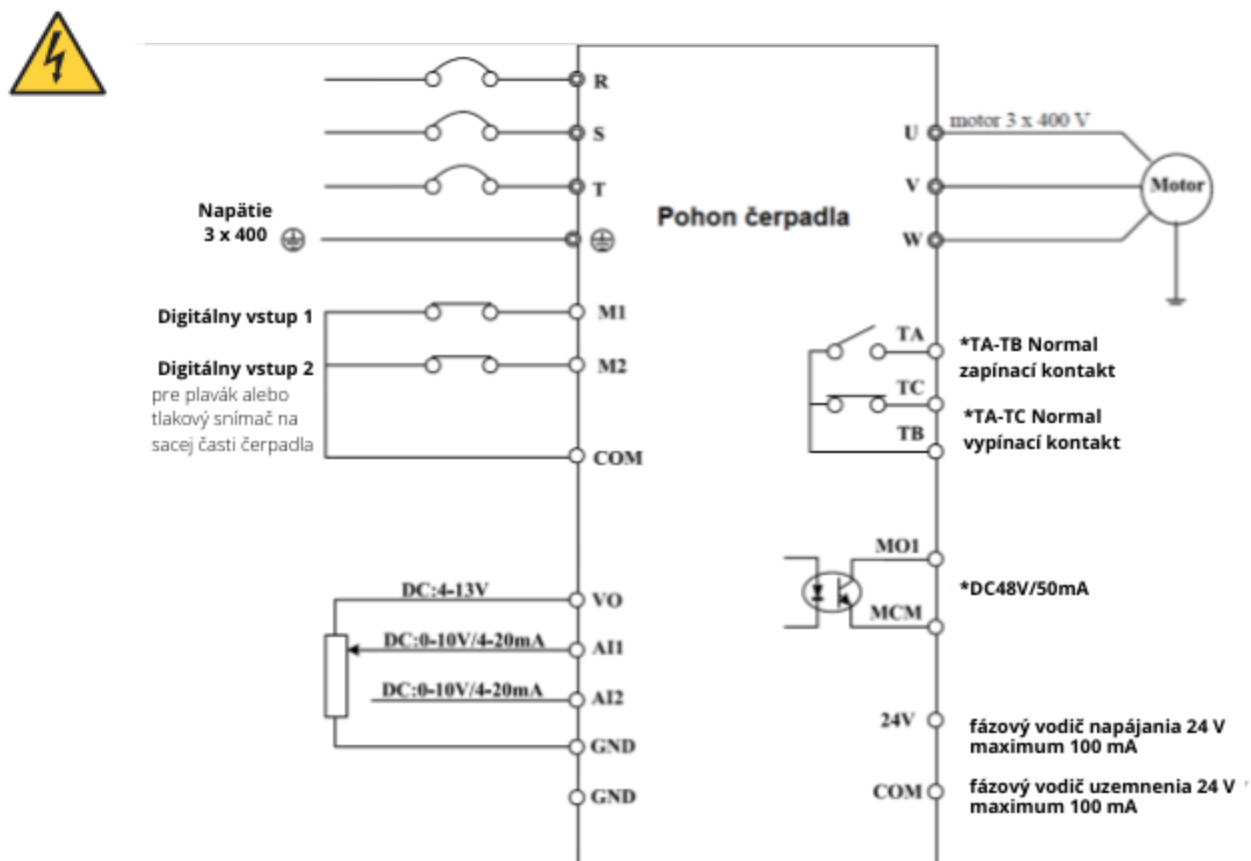 R
S
T
Napätie
3 x 400
Pohon čerpadla
U
motor 3 x 400 V
V
Motor
W
Digitálny vstup 1
M1
Digitálny vstup 2
M2
pre plavák alebo
tlakový snímač na
sacej časti čerpadla
COM
TA
*TA-TB Normal
zapínací kontakt
TC
*TA-TC Normal
vypínací kontakt
TB
DC:4-13V
VO
DC:0-10V/4-20mA
AI1
DC:0-10V/4-20mA
AI2
GND
GND
MO1
*DC48V/50mA
MCM
24V
fázový vodič napájania 24 V
maximum 100 mA
COM
fázový vodič uzemnenia 24 V
maximum 100 mA